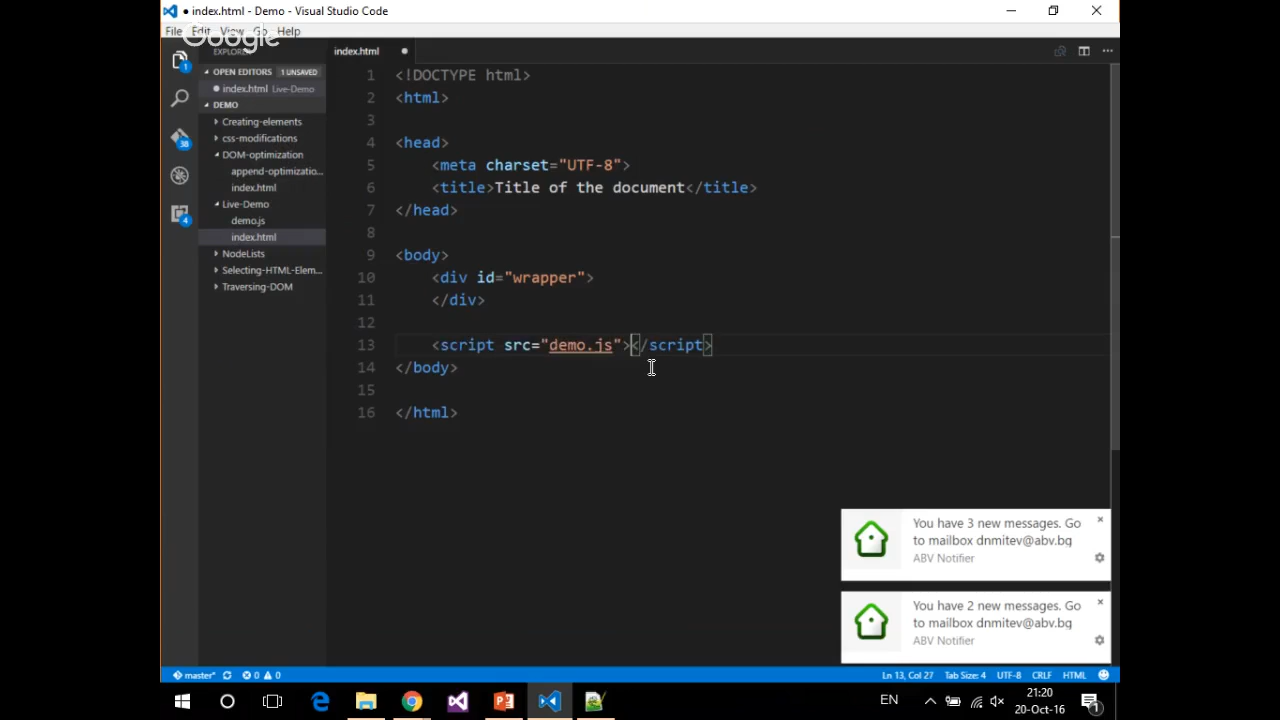 ● index.html - Demo - Visual Studio Code
File Edit View Go Help
Google
EXPLORER
OPEN EDITORS 1 UNSAVED
index.html Live-Demo
DEMO
Creating-elements
css-modifications
DOM-optimization
append-optimizatio...
index.html
Live-Demo
demo.js
index.html
NodeLists
Selecting-HTML-Elem...
Traversing-DOM
1
38
4
index.html
1 <!DOCTYPE html>
2 <html>
3
4 <head>
5 <meta charset="UTF-8">
6 <title>Title of the document</title>
7 </head>
8
9 <body>
10 <div id="wrapper">
11 </div>
12
13 <script src="demo.js"></script>
14 </body>
15
16 </html>
You have 3 new messages. Go
to mailbox dnmitev@abv.bg
ABV Notifier
You have 2 new messages. Go
to mailbox dnmitev@abv.bg
ABV Notifier
master* 0 0 Ln 13, Col 27 Tab Size: 4 UTF-8 CRLF HTML
EN
21:20
20-Oct-16
1